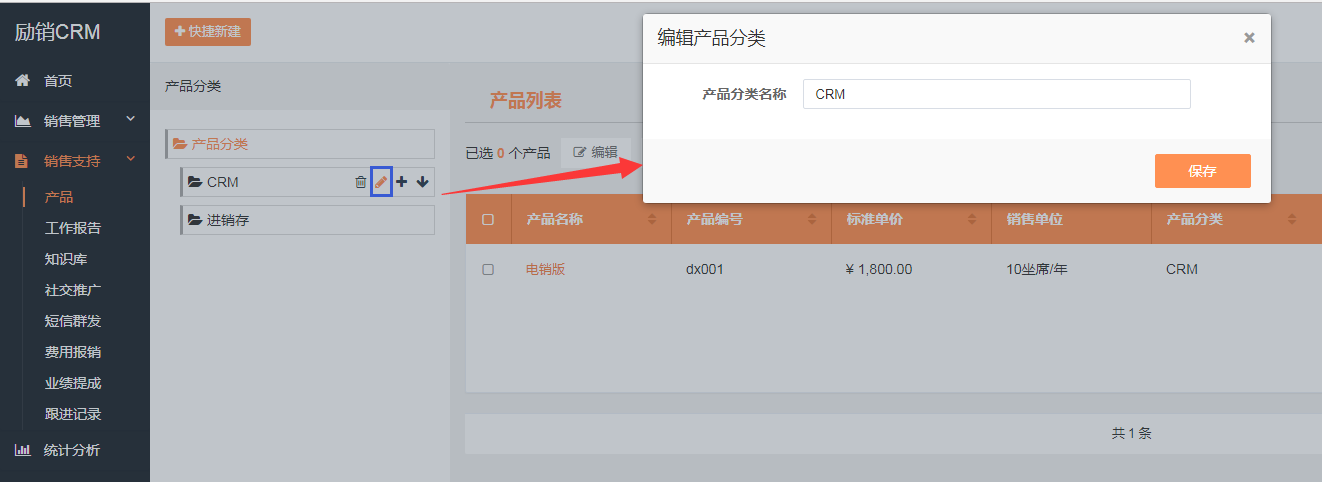 励销CRM
首页
销售管理
销售支持
产品
工作报告
知识库
社交推广
短信群发
费用报销
业绩提成
跟进记录
统计分析
快捷新建
产品分类
产品分类
CRM
进销存
产品列表
已选 0 个产品 编辑
产品名称 产品编号 标准单价 销售单位 产品分类
电销版 dx001 ¥ 1,800.00 10坐席/年 CRM
共 1 条
编辑产品分类 ×
产品分类名称 CRM
保存